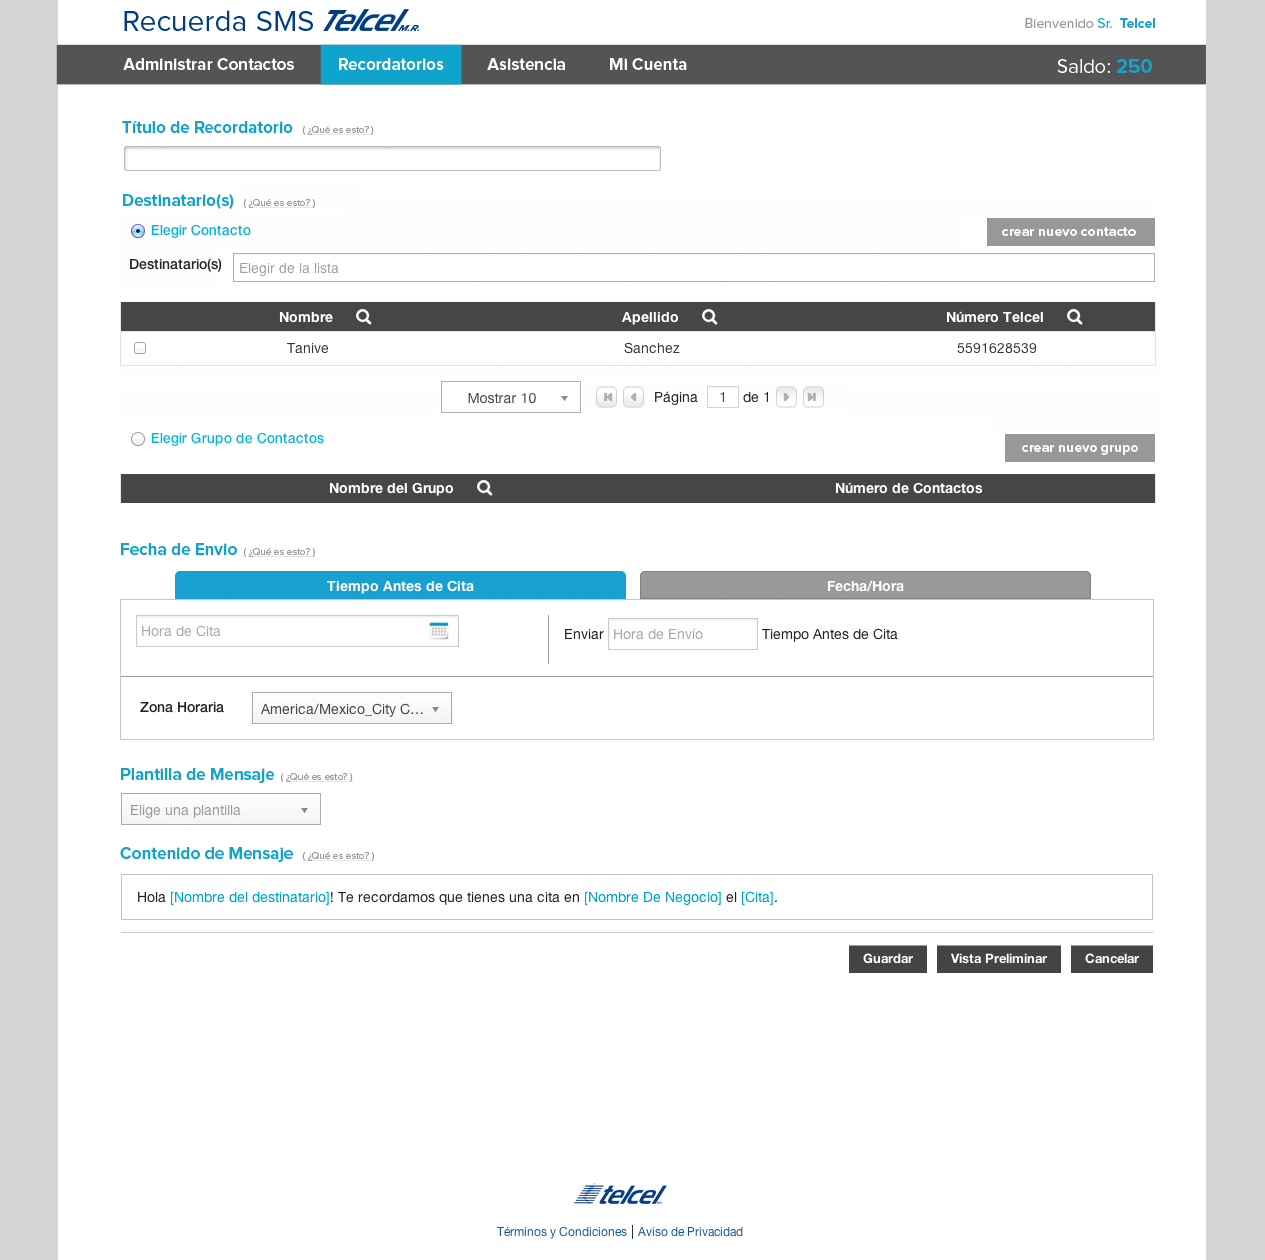 Recuerda SMS Telcel M.R.
Bienvenido Sr. Telcel
Administrar Contactos Recordatorios Asistencia Mi Cuenta Saldo: 250
Título de Recordatorio ( ¿Qué es esto? )
Destinatario(s) ( ¿Qué es esto? )
Elegir Contacto
crear nuevo contacto
Destinatario(s) Elegir de la lista
Nombre Apellido Número Telcel
Tanive Sanchez 5591628539
Mostrar 10 Página 1 de 1
Elegir Grupo de Contactos
crear nuevo grupo
Nombre del Grupo Número de Contactos
Fecha de Envio ( ¿Qué es esto? )
Tiempo Antes de Cita Fecha/Hora
Hora de Cita Enviar Hora de Envío Tiempo Antes de Cita
Zona Horaria America/Mexico_City C...
Plantilla de Mensaje ( ¿Qué es esto? )
Elige una plantilla
Contenido de Mensaje ( ¿Qué es esto? )
Hola [Nombre del destinatario]! Te recordamos que tienes una cita en [Nombre De Negocio] el [Cita].
Guardar Vista Preliminar Cancelar
telcel
Términos y Condiciones | Aviso de Privacidad